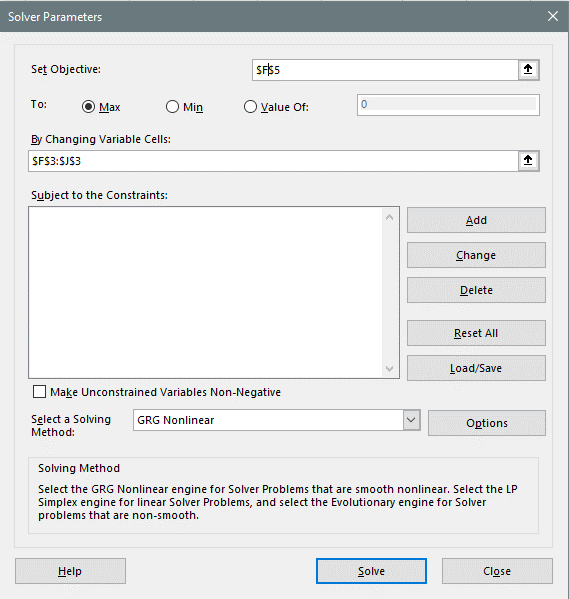 Solver Parameters
Set Objective:
$F$5
To:
Max
Min
Value Of:
0
By Changing Variable Cells:
$F$3:$J$3
Subject to the Constraints:
Add
Change
Delete
Reset All
Load/Save
Make Unconstrained Variables Non-Negative
Select a Solving
Method:
GRG Nonlinear
Options
Solving Method
Select the GRG Nonlinear engine for Solver Problems that are smooth nonlinear. Select the LP
Simplex engine for linear Solver Problems, and select the Evolutionary engine for Solver
problems that are non-smooth.
Help
Solve
Close